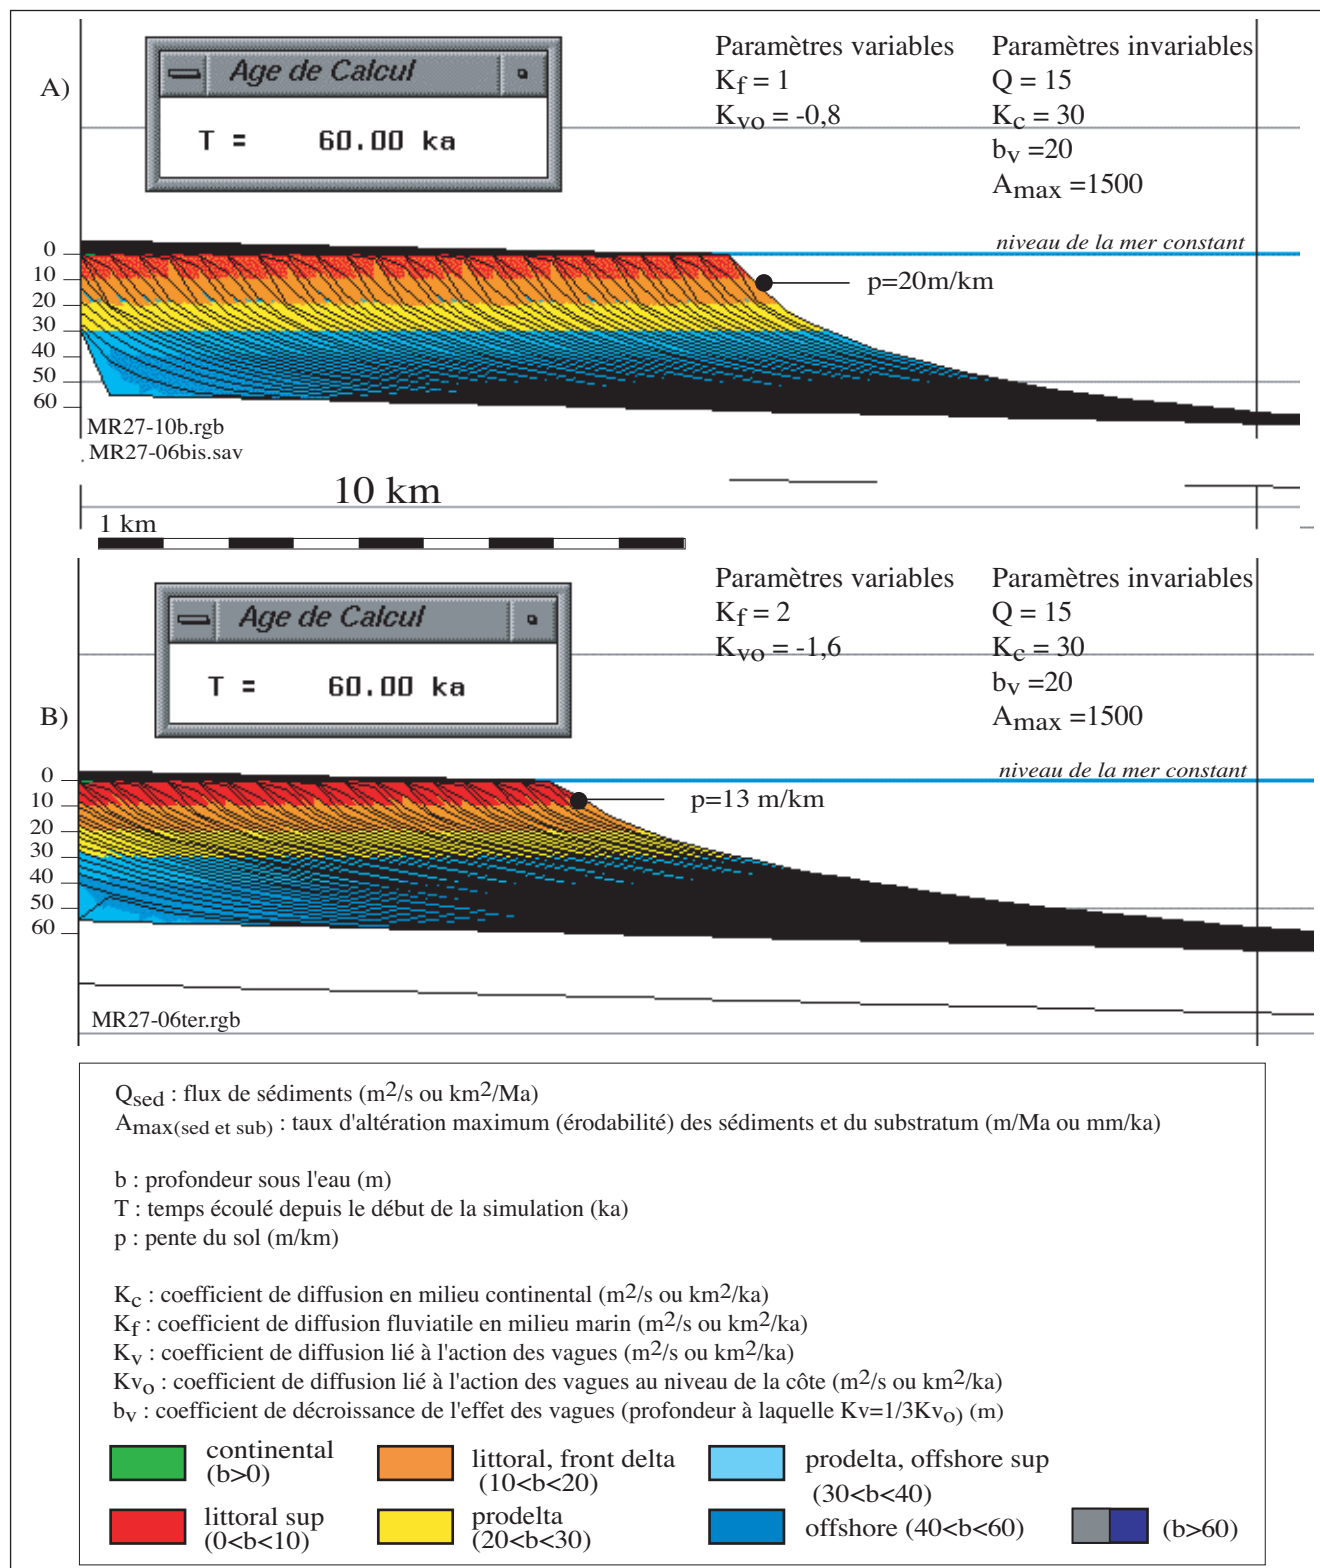 A)
Age de Calcul
T = 60.00 ka
Paramètres variables
Kf = 1
Kvo = -0,8
Paramètres invariables
Q = 15
Kc = 30
bv =20
Amax =1500
niveau de la mer constant
0
10
20
30
40
50
60
p=20m/km
MR27-10b.rgb
MR27-06bis.sav
10 km
1 km
B)
Age de Calcul
T = 60.00 ka
Paramètres variables
Kf = 2
Kvo = -1,6
Paramètres invariables
Q = 15
Kc = 30
bv =20
Amax =1500
niveau de la mer constant
0
10
20
30
40
50
60
p=13 m/km
MR27-06ter.rgb
Qsed : flux de sédiments (m2/s ou km2/Ma)
Amax(sed et sub) : taux d'altération maximum (érodabilité) des sédiments et du substratum (m/Ma ou mm/ka)
b : profondeur sous l'eau (m)
T : temps écoulé depuis le début de la simulation (ka)
p : pente du sol (m/km)
Kc : coefficient de diffusion en milieu continental (m2/s ou km2/ka)
Kf : coefficient de diffusion fluviatile en milieu marin (m2/s ou km2/ka)
Kv : coefficient de diffusion lié à l'action des vagues (m2/s ou km2/ka)
Kvo : coefficient de diffusion lié à l'action des vagues au niveau de la côte (m2/s ou km2/ka)
bv : coefficient de décroissance de l'effet des vagues (profondeur à laquelle Kv=1/3Kvo) (m)
continental
(b>0)
littoral, front delta
(10<b<20)
prodelta, offshore sup
(30<b<40)
littoral sup
(0<b<10)
prodelta
(20<b<30)
offshore (40<b<60)
(b>60)